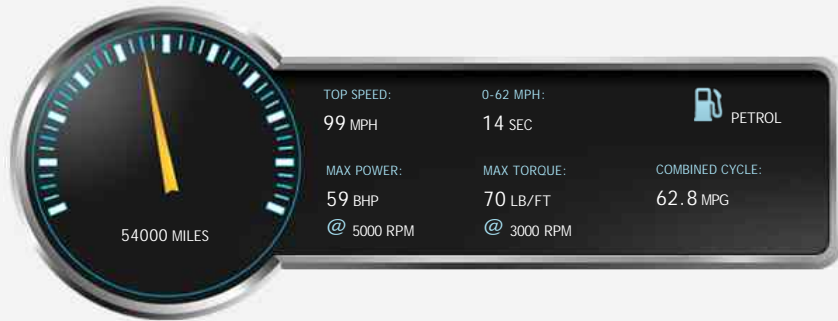 TOP SPEED:
99 MPH
0-62 MPH:
14 SEC
PETROL
MAX POWER:
59 BHP
@ 5000 RPM
MAX TORQUE:
70 LB/FT
@ 3000 RPM
COMBINED CYCLE:
62.8 MPG
54000 MILES